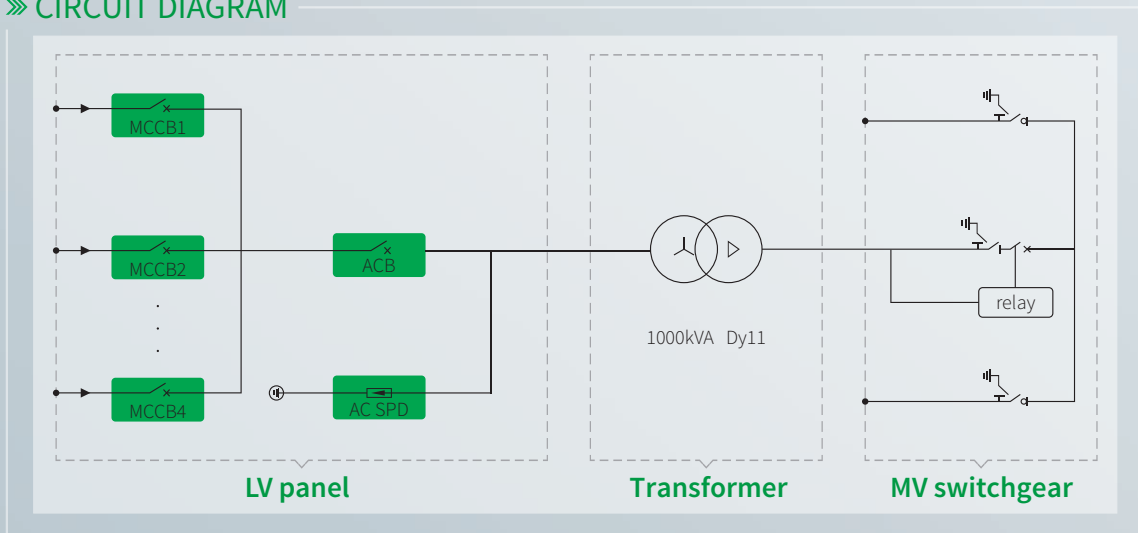 CIRCUIT DIAGRAM
MCCB1
MCCB2
ACB
relay
1000kVA Dy11
MCCB4
AC SPD
LV panel
Transformer
MV switchgear